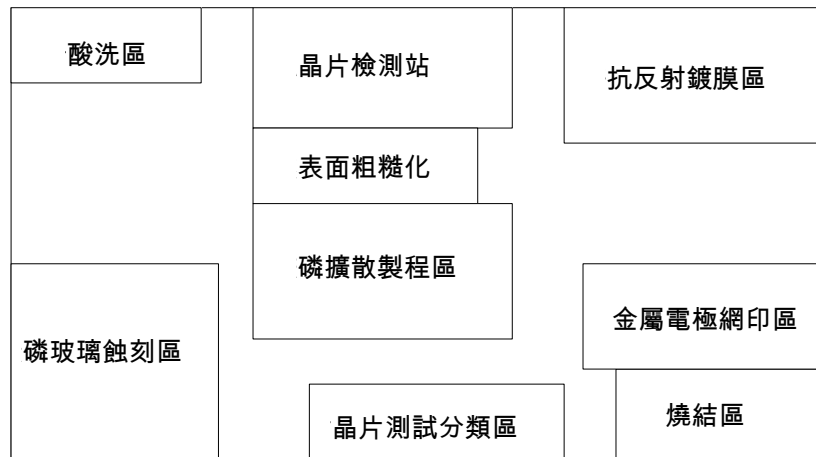 酸洗區
晶片檢測站
抗反射鍍膜區
表面粗糙化
磷擴散製程區
金屬電極網印區
磷玻璃蝕刻區
燒結區
晶片測試分類區